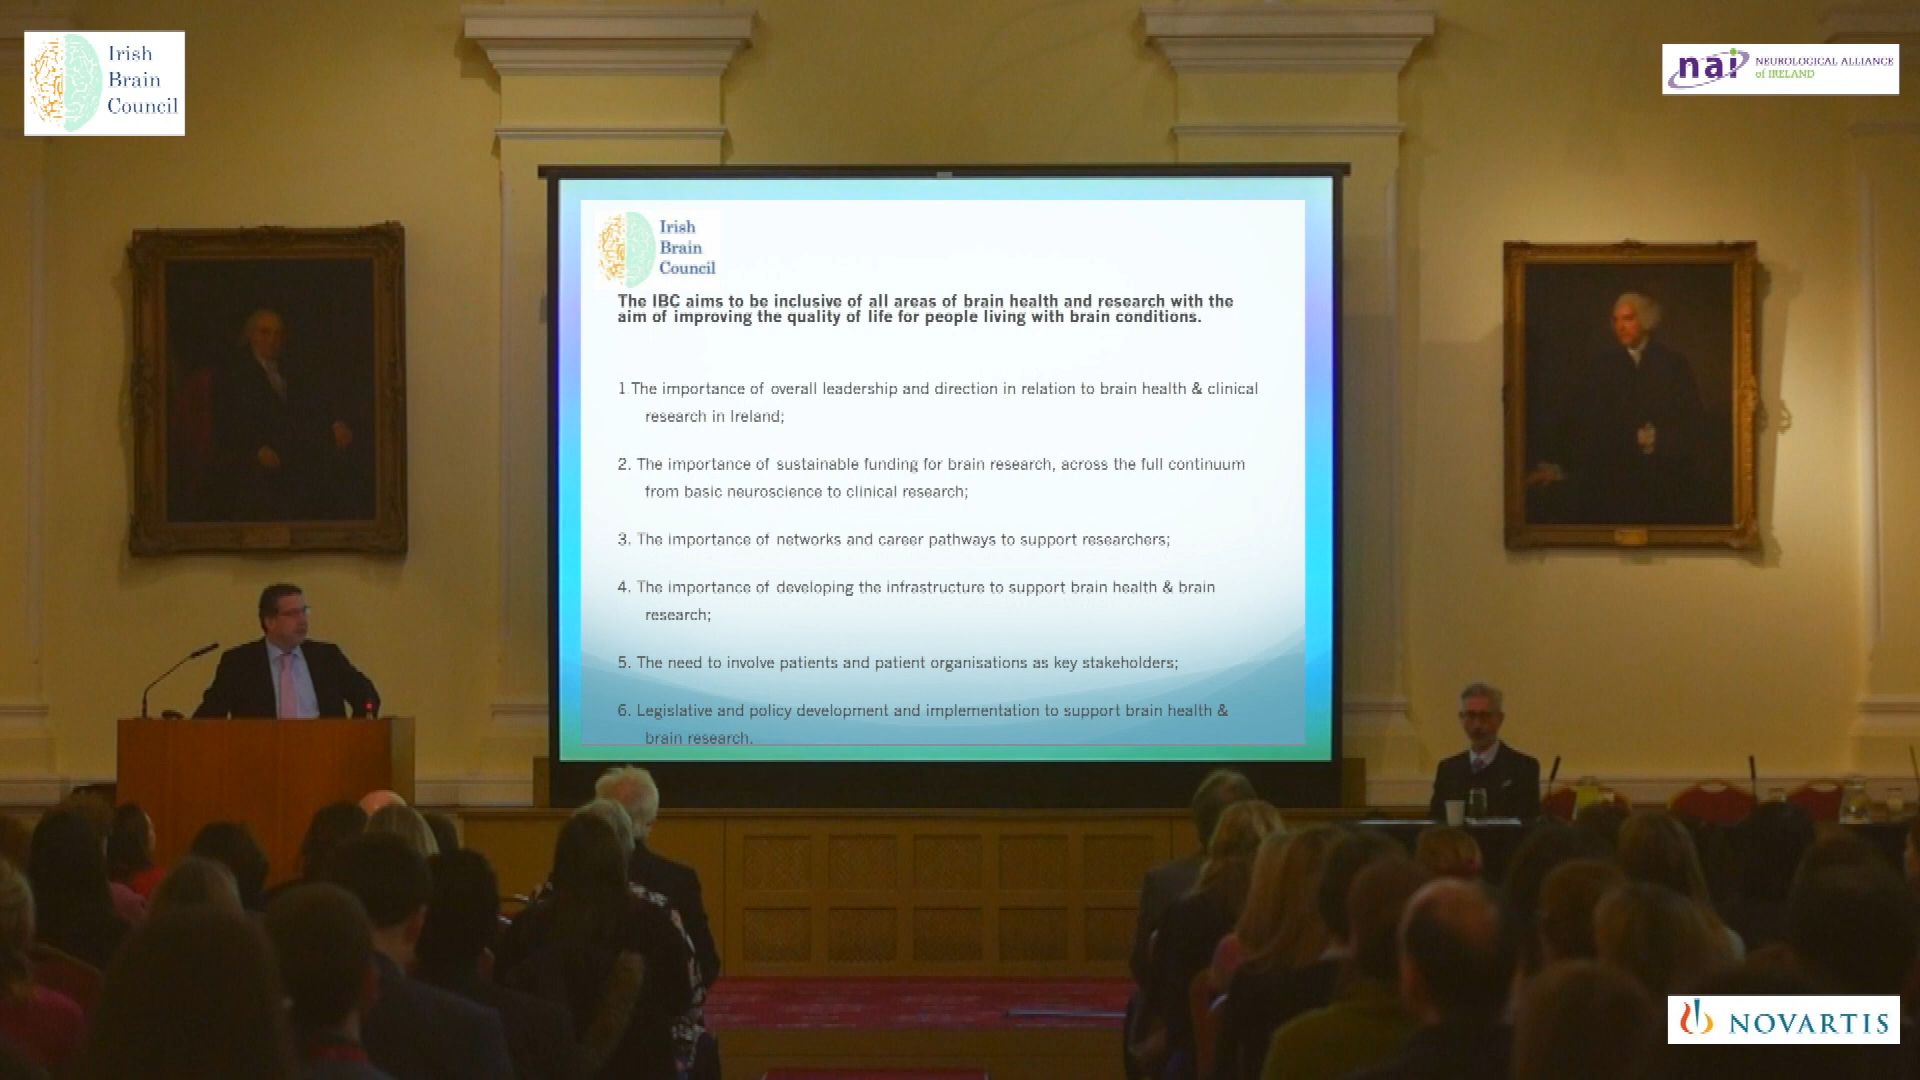 Irish
Brain
Council
nai NEUROLOGICAL ALLIANCE
of IRELAND
Irish
Brain
Council
The IBC aims to be inclusive of all areas of brain health and research with the
aim of improving the quality of life for people living with brain conditions.
1 The importance of overall leadership and direction in relation to brain health & clinical
research in Ireland;
2. The importance of sustainable funding for brain research, across the full continuum
from basic neuroscience to clinical research;
3. The importance of networks and career pathways to support researchers;
4. The importance of developing the infrastructure to support brain health & brain
research;
5. The need to involve patients and patient organisations as key stakeholders;
6. Legislative and policy development and implementation to support brain health &
brain research.
NOVARTIS